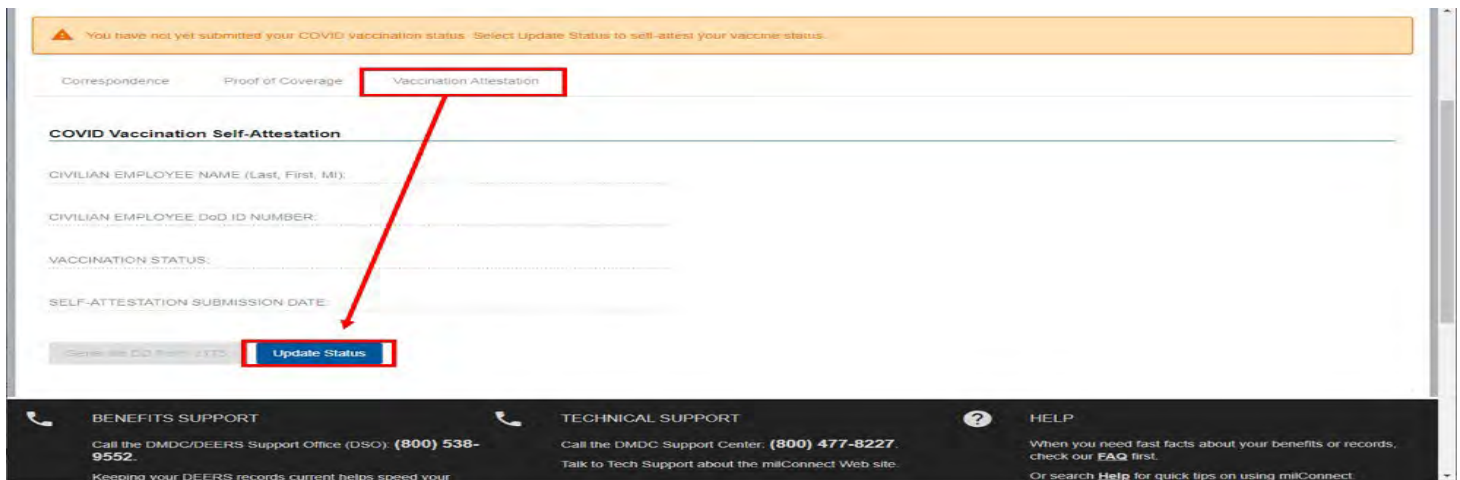 You have not yet submitted your COVID vaccination status. Select Update Status to self-attest your vaccine status.
Correspondence Proof of Coverage Vaccination Attestation
COVID Vaccination Self-Attestation
CIVILIAN EMPLOYEE NAME (Last, First, MI):
CIVILIAN EMPLOYEE DoD ID NUMBER:
VACCINATION STATUS:
SELF-ATTESTATION SUBMISSION DATE:
Generate DD Form 3175 Update Status
BENEFITS SUPPORT
Call the DMDC/DEERS Support Office (DSO): (800) 538-
9552.
Keeping your DEERS records current helps speed your
TECHNICAL SUPPORT
Call the DMDC Support Center: (800) 477-8227.
Talk to Tech Support about the milConnect Web site.
HELP
When you need fast facts about your benefits or records,
check our FAQ first.
Or search Help for quick tips on using milConnect.